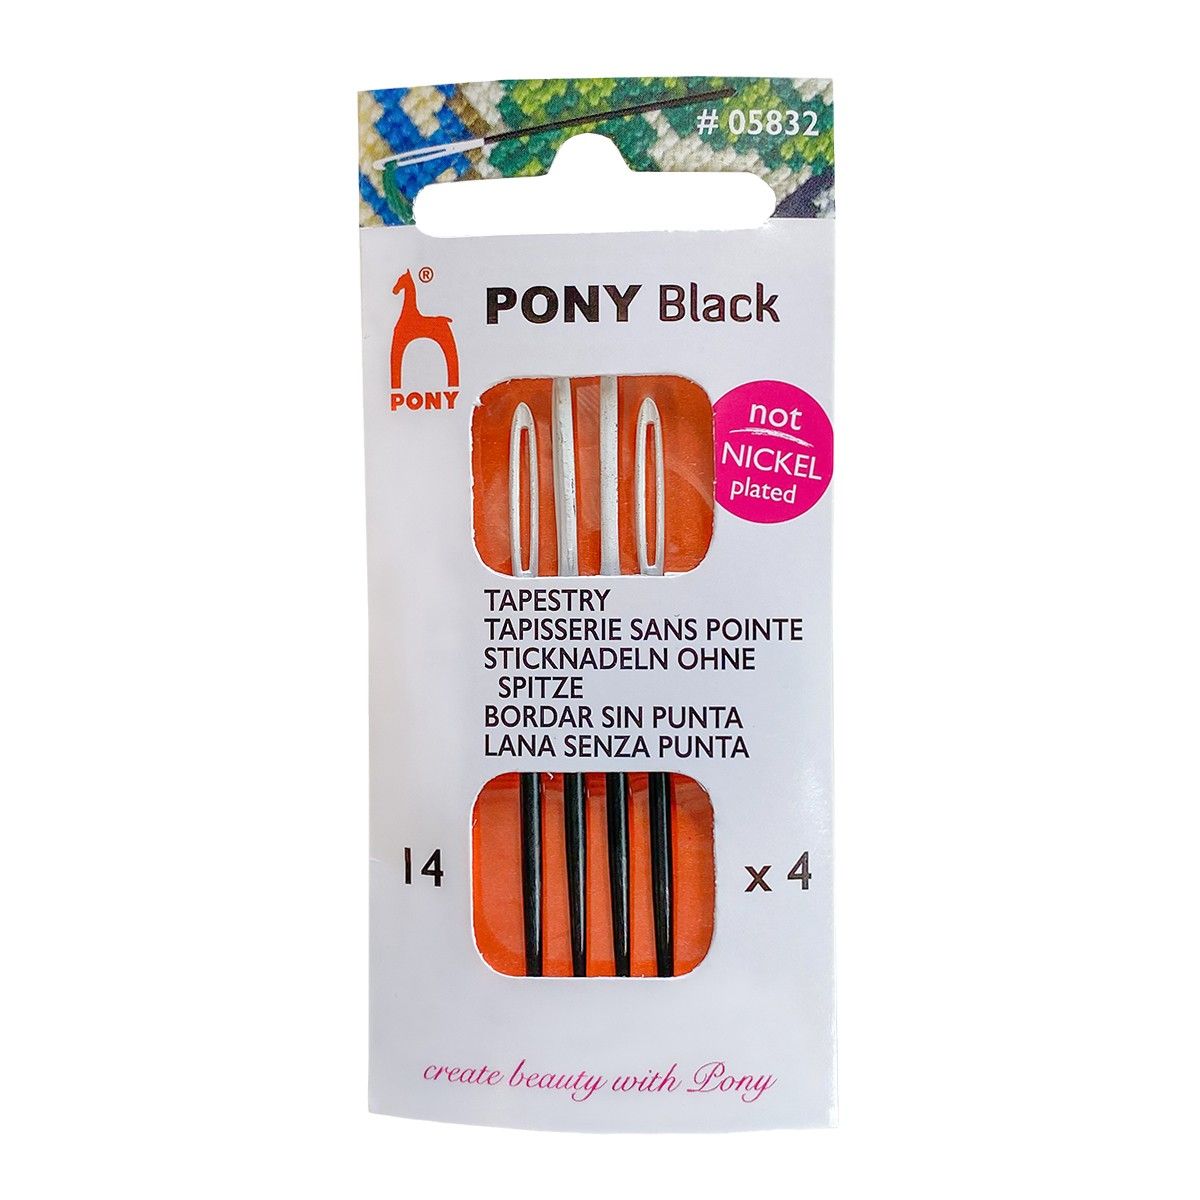 # 05832
®
PONY Black
PONY
not
NICKEL
plated
TAPESTRY
TAPISSERIE SANS POINTE
STICKNADELN OHNE
SPITZE
BORDAR SIN PUNTA
LANA SENZA PUNTA
14 x 4
create beauty with Pony